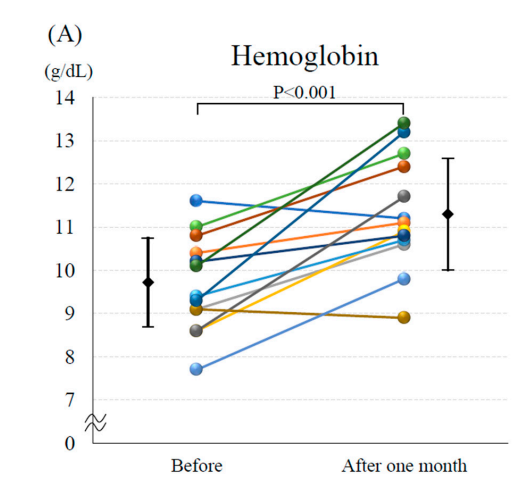 (A)
Hemoglobin
(g/dL)
P<0.001
14
13
12
11
10
9
8
7
0
Before
After one month